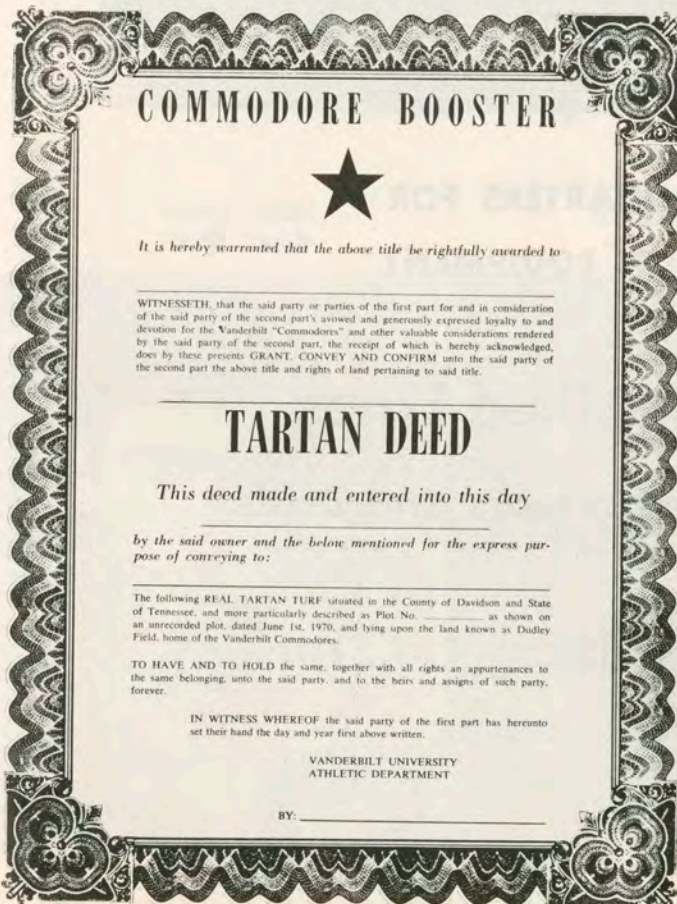 COMMODORE BOOSTER
It is hereby warranted that the above title be rightfully awarded to
WITNESSETH, that the said party or parties of the first part for and in consideration
of the said party of the second part's avowed and generously expressed loyalty to and
devotion for the Vanderbilt "Commodores" and other valuable considerations rendered
by the said party of the second part, the receipt of which is hereby acknowledged,
does by these presents GRANT, CONVEY AND CONFIRM unto the said party of
the second part the above title and rights of land pertaining to said title.
TARTAN DEED
This deed made and entered into this day
by the said owner and the below mentioned for the express pur-
pose of conveying to:
The following REAL TARTAN TURF situated in the County of Davidson and State
of Tennessee, and more particularly described as Plot No. ____________ as shown on
an unrecorded plot, dated June 1st, 1970, and lying upon the land known as Dudley
Field, home of the Vanderbilt Commodores.
TO HAVE AND TO HOLD the same, together with all rights an appurtenances to
the same belonging, unto the said party, and to the heirs and assigns of such party,
forever.
IN WITNESS WHEREOF the said party of the first part has hereunto
set their hand the day and year first above written.
VANDERBILT UNIVERSITY
ATHLETIC DEPARTMENT
BY: ____________